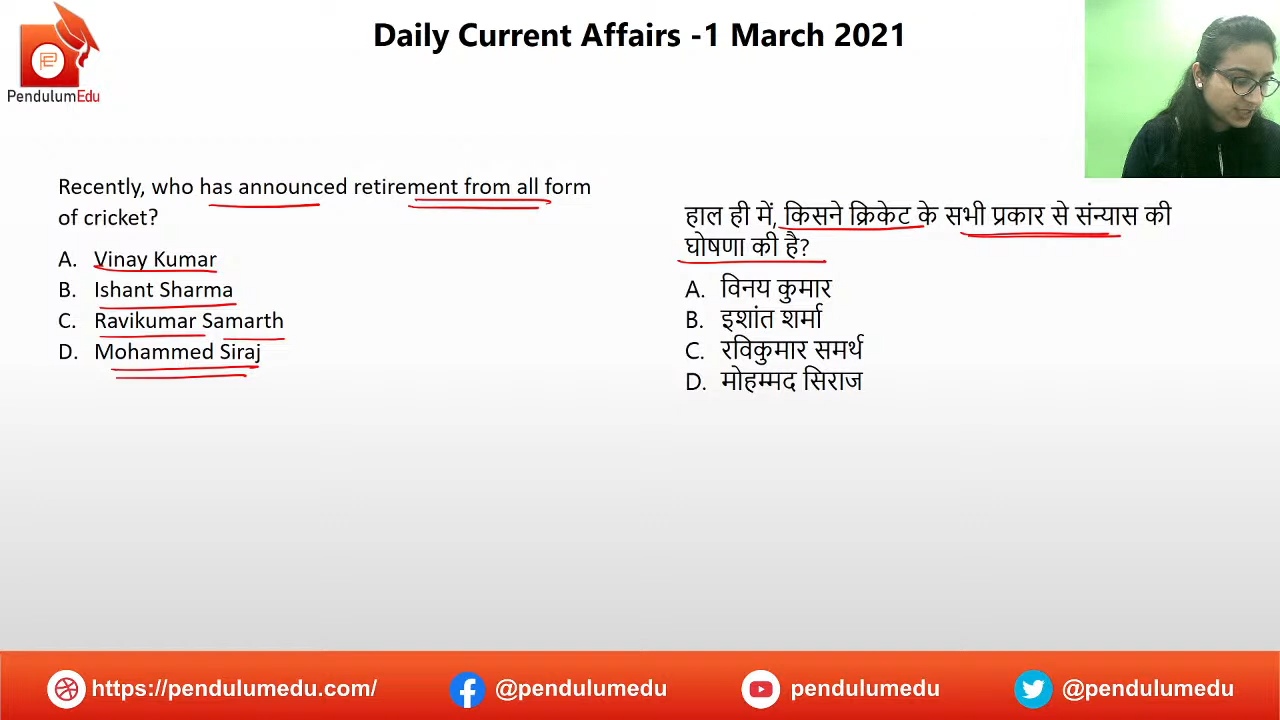 Daily Current Affairs -1 March 2021
PendulumEdu
Recently, who has announced retirement from all form
of cricket?
A. Vinay Kumar
B. Ishant Sharma
C. Ravikumar Samarth
D. Mohammed Siraj
हाल ही में, किसने क्रिकेट के सभी प्रकार से संन्यास की
घोषणा की है?
A. विनय कुमार
B. इशांत शर्मा
C. रविकुमार समर्थ
D. मोहम्मद सिराज
https://pendulumedu.com/ @pendulumedu pendulumedu @pendulumedu